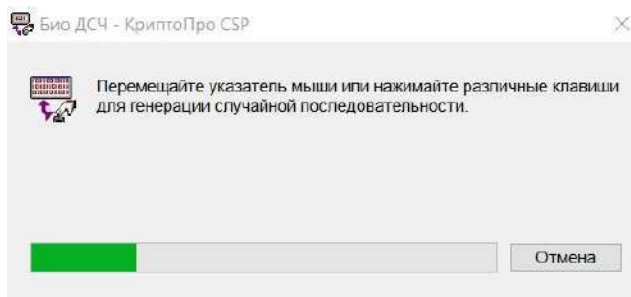 Био ДСЧ - КриптоПро CSP
Перемещайте указатель мыши или нажимайте различные клавиши
для генерации случайной последовательности.
Отмена